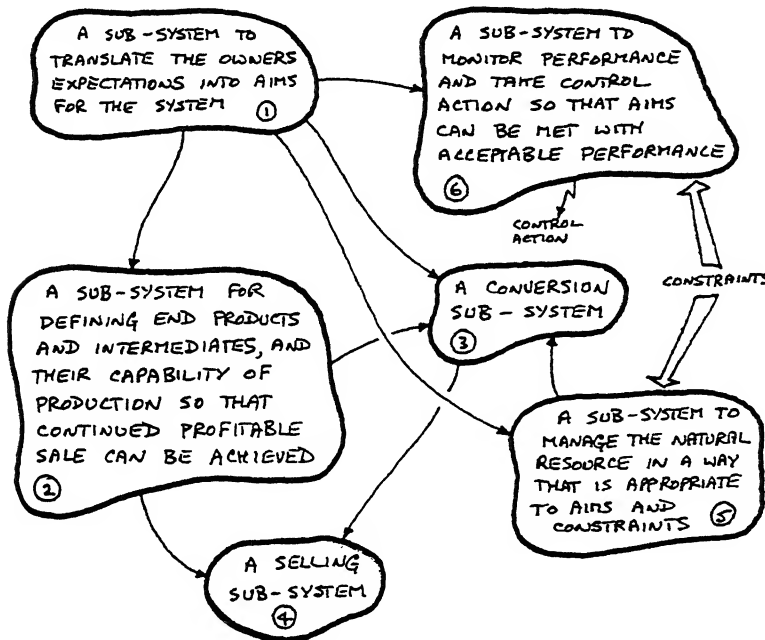 A SUB-SYSTEM TO
TRANSLATE THE OWNERS
EXPECTATIONS INTO AIMS
FOR THE SYSTEM
1
A SUB-SYSTEM TO
MONITOR PERFORMANCE
AND TAKE CONTROL
ACTION SO THAT AIMS
CAN BE MET WITH
ACCEPTABLE PERFORMANCE
6
CONTROL
ACTION
CONSTRAINTS
A SUB-SYSTEM FOR
DEFINING END PRODUCTS
AND INTERMEDIATES, AND
THEIR CAPABILITY OF
PRODUCTION SO THAT
CONTINUED PROFITABLE
SALE CAN BE ACHIEVED
2
A CONVERSION
SUB-SYSTEM
3
A SUB-SYSTEM TO
MANAGE THE NATURAL
RESOURCE IN A WAY
THAT IS APPROPRIATE
TO AIMS AND
CONSTRAINTS 5
A SELLING
SUB-SYSTEM
4